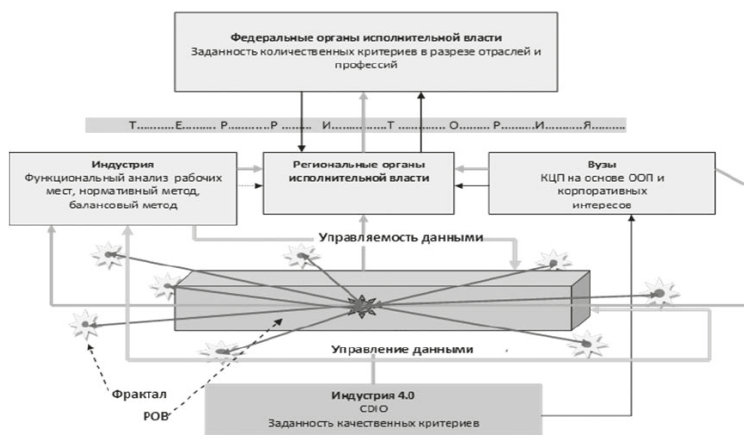 Федеральные органы исполнительной власти
Заданность количественных критериев в разрезе отраслей и
профессий
Т...........Е.......... Р.......Р........ И........Т........ О........Р.......И........Я.........
Индустрия
Функциональный анализ рабочих
мест, нормативный метод,
балансовый метод
Региональные органы
исполнительной власти
Вузы
КЦП на основе ООП и
корпоративных
интересов
Управляемость данными
Управление данными
Фрактал
РОВ
Индустрия 4.0
CDIO
Заданность качественных критериев